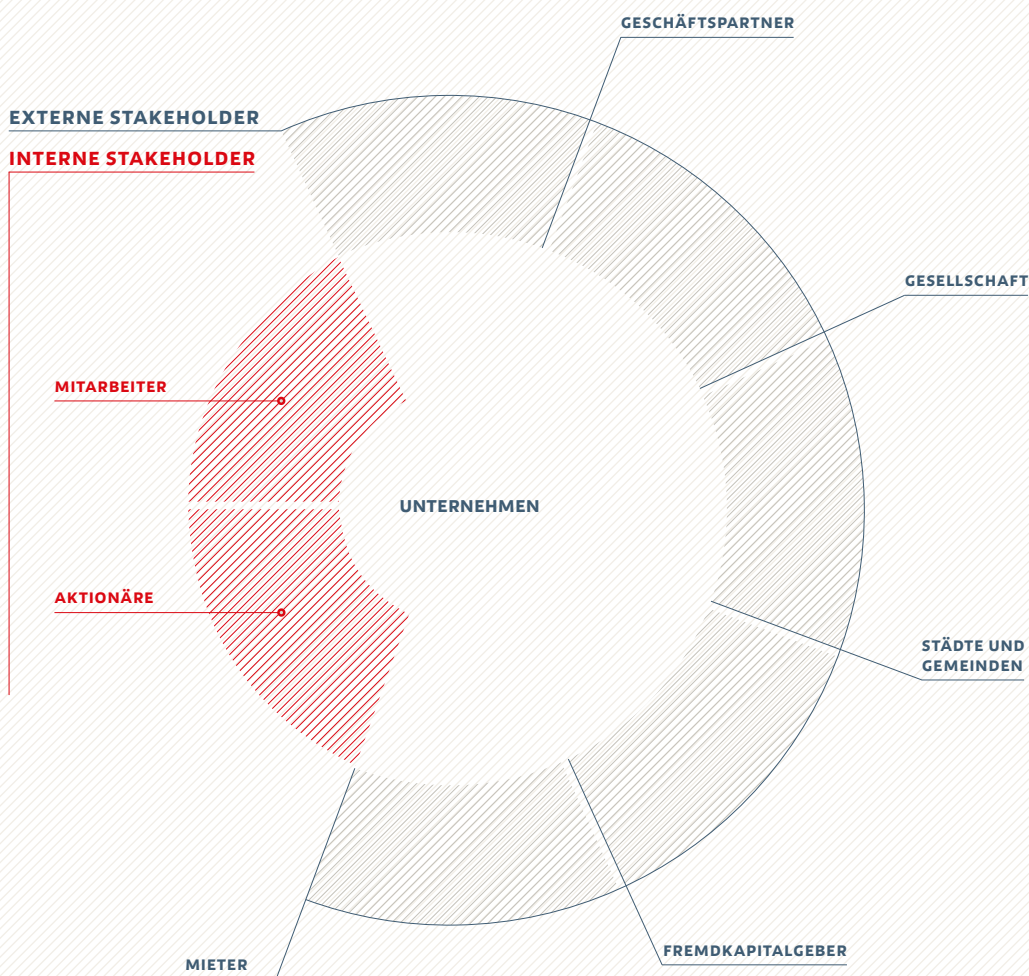 GESCHÄFTSPARTNER
EXTERNE STAKEHOLDER
INTERNE STAKEHOLDER
GESELLSCHAFT
MITARBEITER
UNTERNEHMEN
AKTIONÄRE
STÄDTE UND
GEMEINDEN
FREMDKAPITALGEBER
MIETER